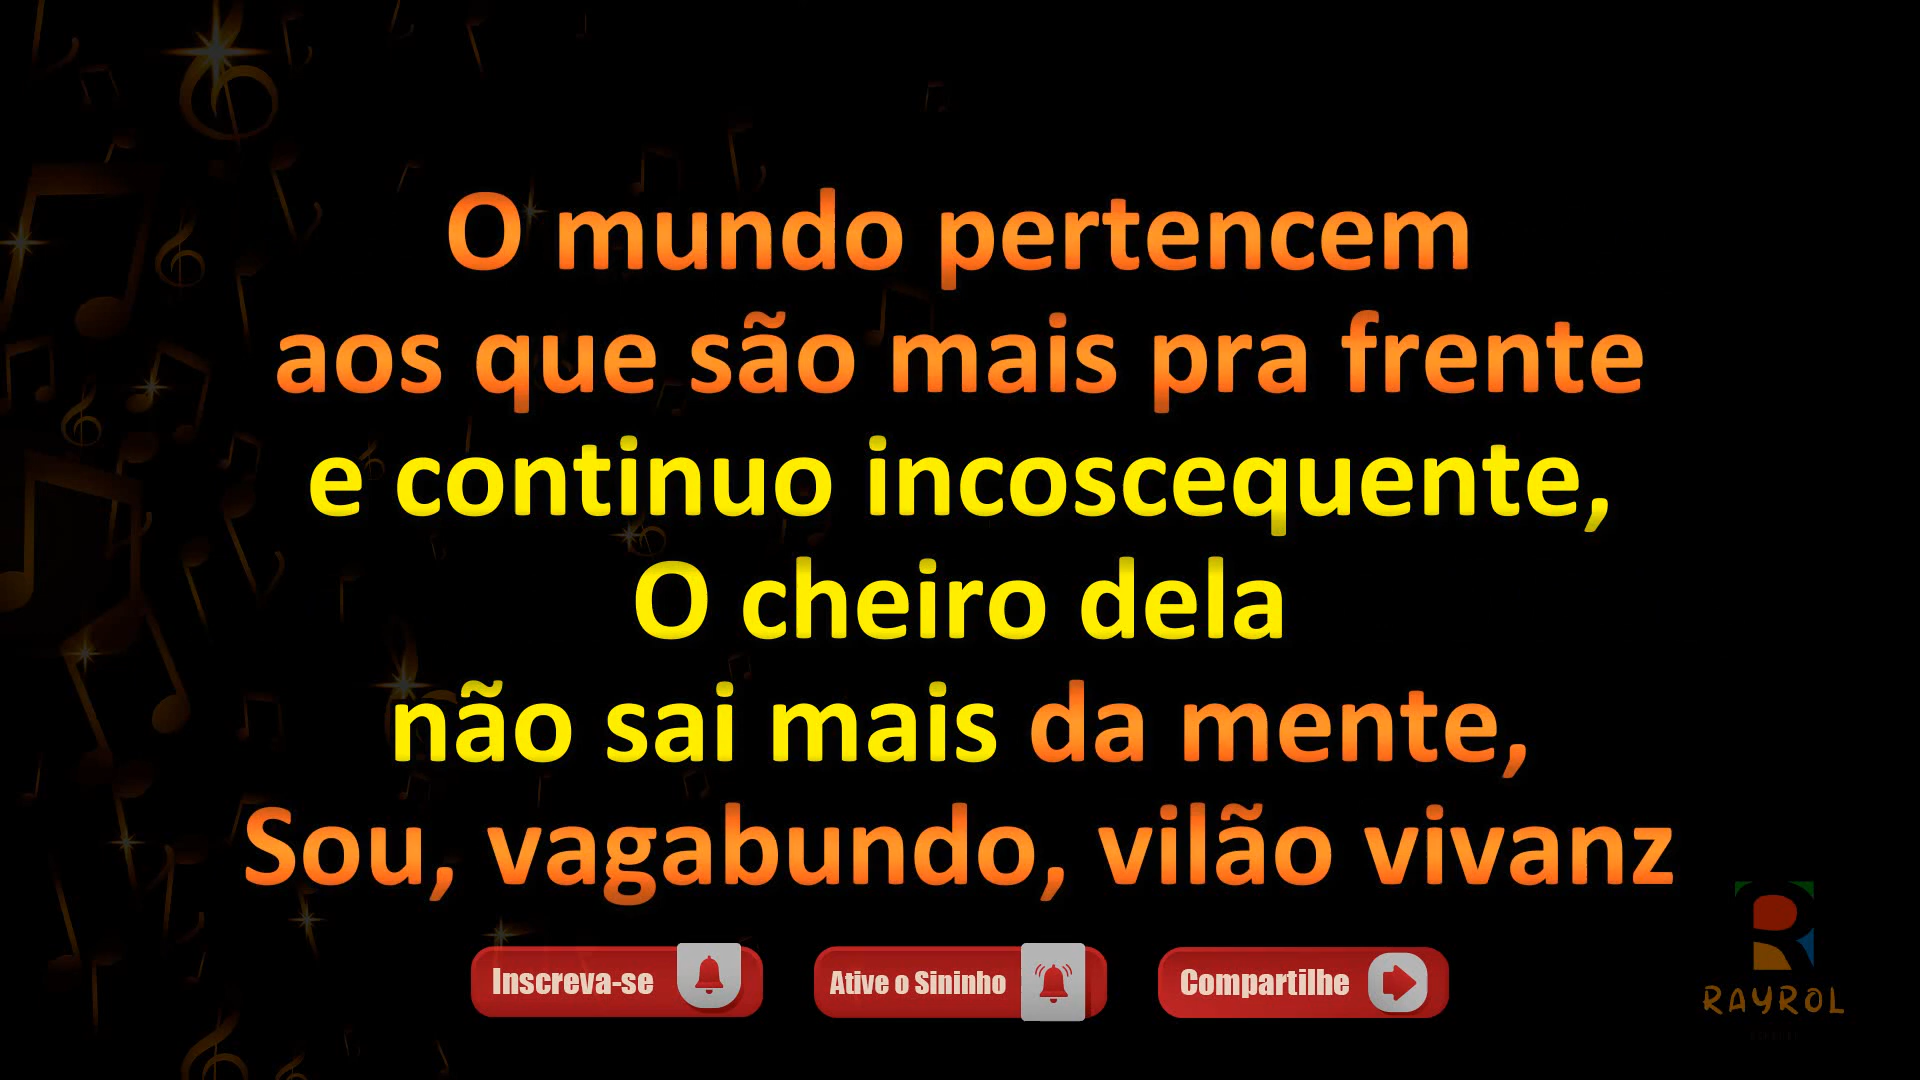 O mundo pertencem
aos que são mais pra frente
e continuo incoscequente,
O cheiro dela
não sai mais da mente,
Sou, vagabundo, vilão vivanz
Inscreva-se
Ative o Sininho
Compartilhe
RAYROL